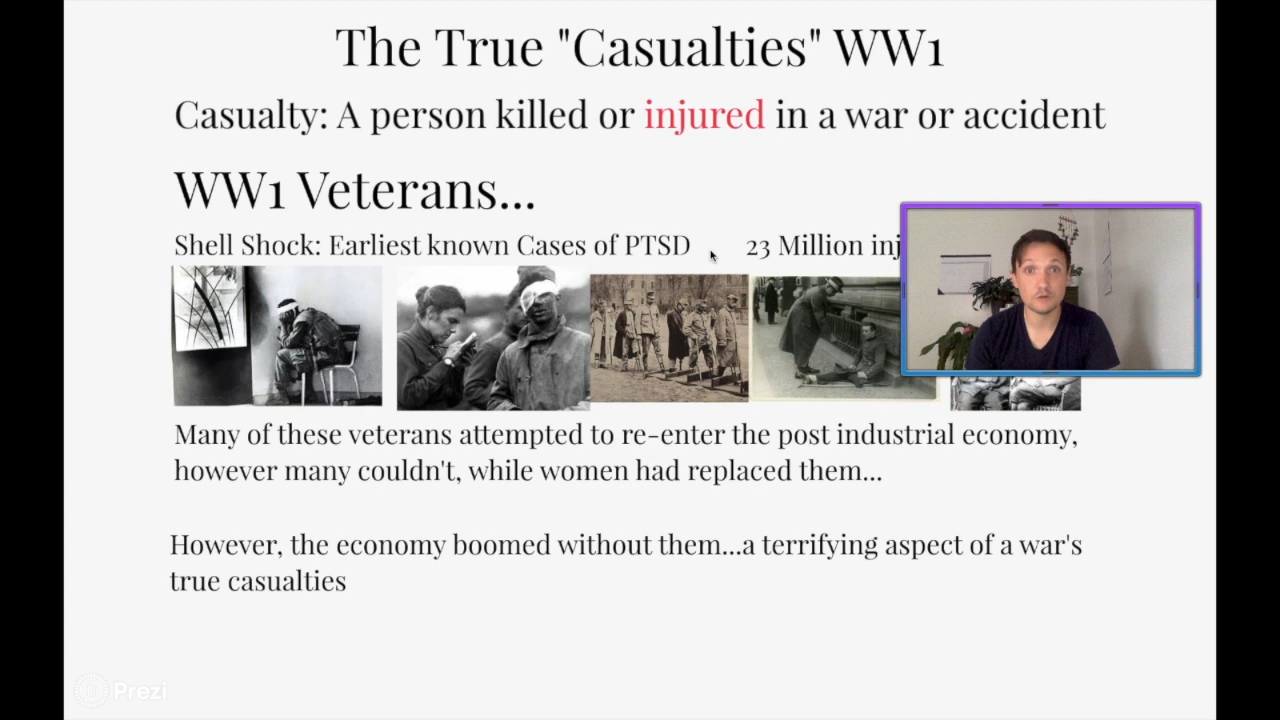 The True "Casualties" WW1
Casualty: A person killed or injured in a war or accident
WW1 Veterans...
Shell Shock: Earliest known Cases of PTSD
23 Million
Many of these veterans attempted to re-enter the post industrial economy,
however many couldn't, while women had replaced them...
However, the economy boomed without them...a terrifying aspect of a war's
true casualties
Prezi